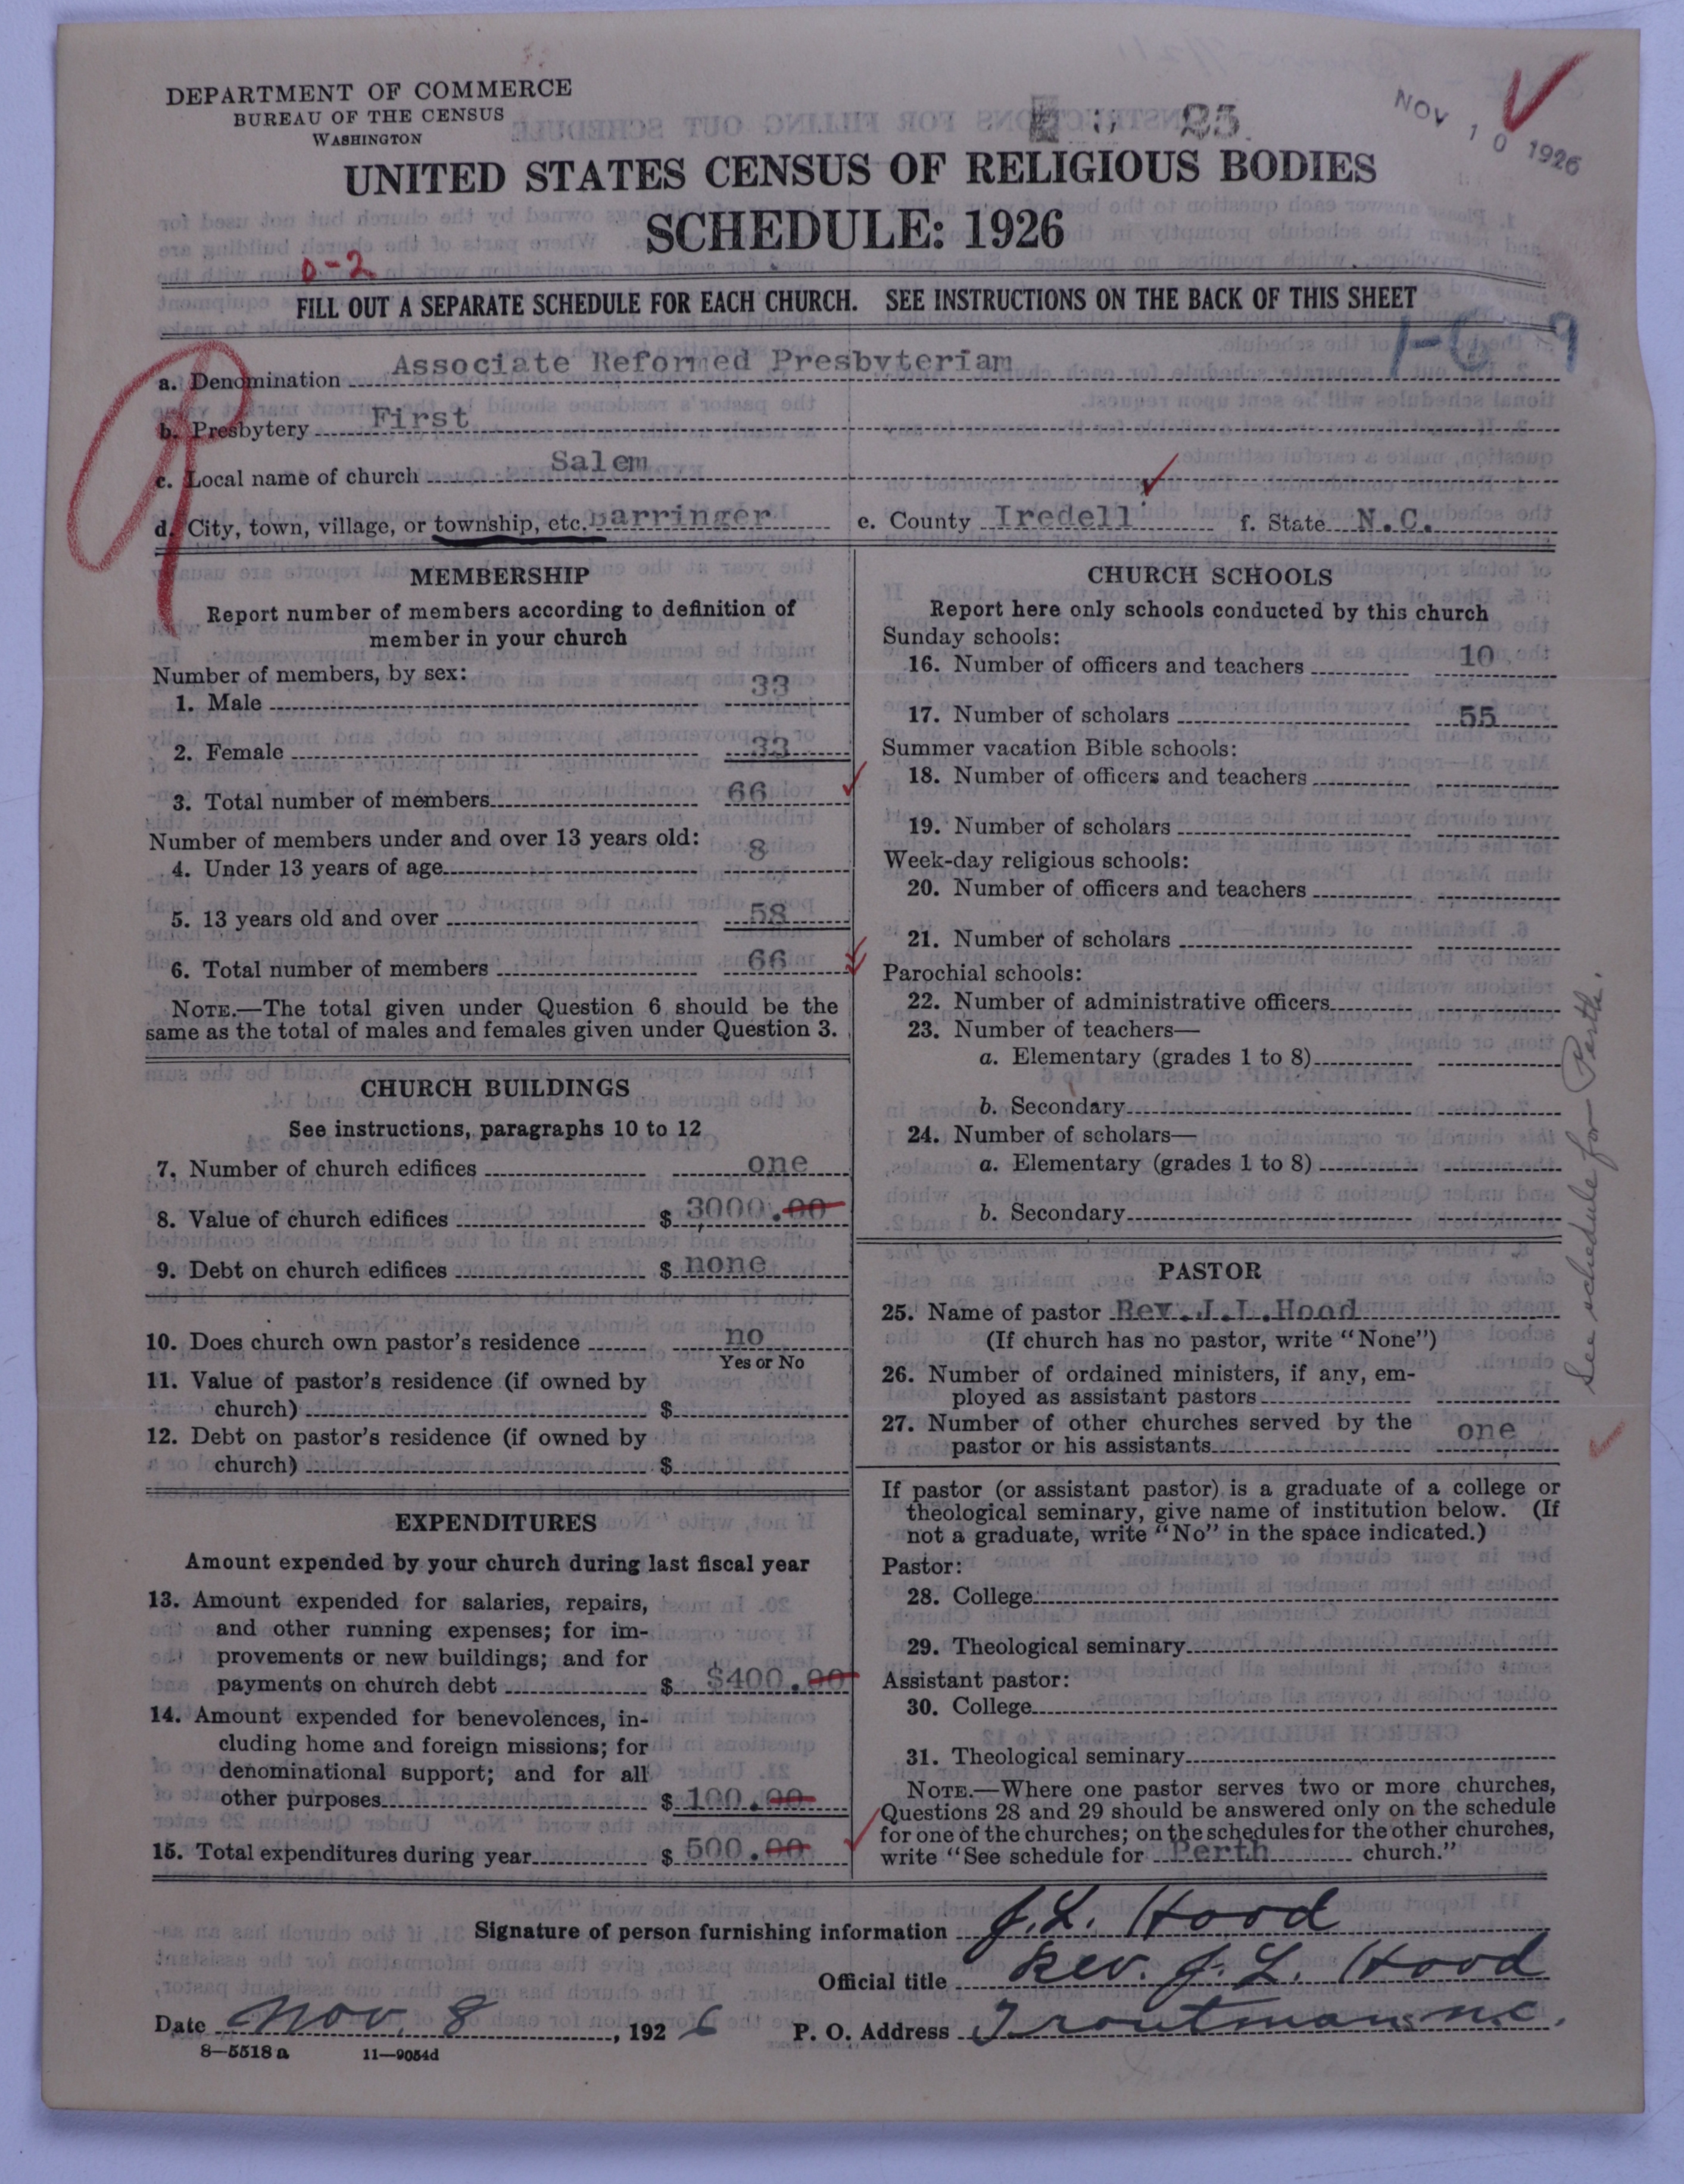 DEPARTMENT OF COMMERCE
BUREAU OF THE CENSUS
WASHINGTON
NOV 10 1926
UNITED STATES CENSUS OF RELIGIOUS BODIES
SCHEDULE: 1926
0-2
FILL OUT A SEPARATE SCHEDULE FOR EACH CHURCH. SEE INSTRUCTIONS ON THE BACK OF THIS SHEET
a. Denomination Associate Reformed Presbyteriam
b. Presbytery First
c. Local name of church Salem
d. City, town, village, or township, etc. Barringer e. County Iredell f. State N.C.
MEMBERSHIP
Report number of members according to definition of
member in your church
Number of members, by sex:
1. Male 33
2. Female 33
3. Total number of members 66
Number of members under and over 13 years old:
4. Under 13 years of age 8
5. 13 years old and over 58
6. Total number of members 66
NOTE.—The total given under Question 6 should be the
same as the total of males and females given under Question 3.
CHURCH BUILDINGS
See instructions, paragraphs 10 to 12
7. Number of church edifices one
8. Value of church edifices $ 3000.00
9. Debt on church edifices $ none
10. Does church own pastor's residence no
Yes or No
11. Value of pastor's residence (if owned by
church) $
12. Debt on pastor's residence (if owned by
church) $
EXPENDITURES
Amount expended by your church during last fiscal year
13. Amount expended for salaries, repairs,
and other running expenses; for im-
provements or new buildings; and for
payments on church debt $ $400.00
14. Amount expended for benevolences, in-
cluding home and foreign missions; for
denominational support; and for all
other purposes $ 100.00
15. Total expenditures during year $ 500.00
CHURCH SCHOOLS
Report here only schools conducted by this church
Sunday schools:
16. Number of officers and teachers 10
17. Number of scholars 55
Summer vacation Bible schools:
18. Number of officers and teachers
19. Number of scholars
Week-day religious schools:
20. Number of officers and teachers
21. Number of scholars
Parochial schools:
22. Number of administrative officers
23. Number of teachers—
a. Elementary (grades 1 to 8)
b. Secondary
24. Number of scholars—
a. Elementary (grades 1 to 8)
b. Secondary
PASTOR
25. Name of pastor Rev. J.L.Hood
(If church has no pastor, write "None")
26. Number of ordained ministers, if any, em-
ployed as assistant pastors
27. Number of other churches served by the
pastor or his assistants one
If pastor (or assistant pastor) is a graduate of a college or
theological seminary, give name of institution below. (If
not a graduate, write "No" in the space indicated.)
Pastor:
28. College
29. Theological seminary
Assistant pastor:
30. College
31. Theological seminary
NOTE.—Where one pastor serves two or more churches,
Questions 28 and 29 should be answered only on the schedule
for one of the churches; on the schedules for the other churches,
write "See schedule for Perth church."
See schedule for Perth.
Signature of person furnishing information J. L. Hood
Official title Rev. J. L. Hood
Date Nov. 8, 1926 P. O. Address Troutman N.C.
8—5518a 11—9054d